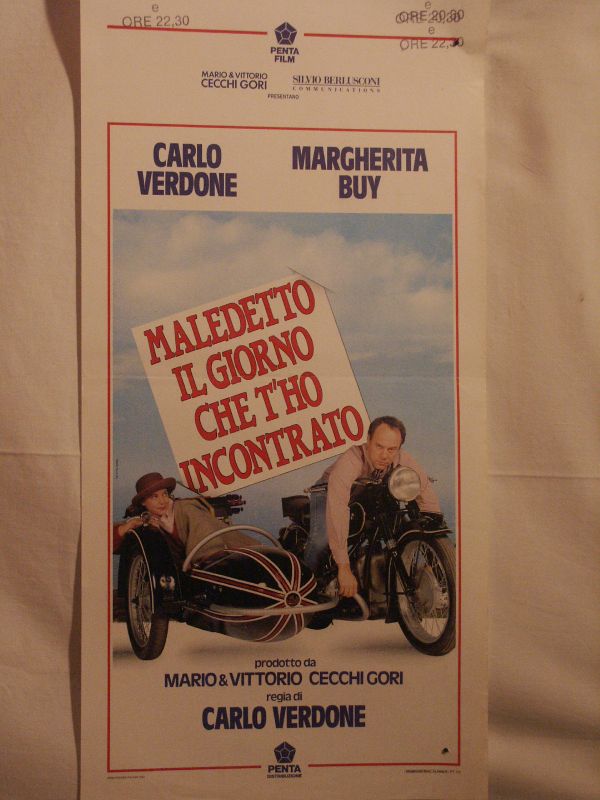 e
ORE 22,30
ORE 20,30
e
ORE 22,30
PENTA
FILM
MARIO & VITTORIO
CECCHI GORI
SILVIO BERLUSCONI
COMMUNICATIONS
PRESENTANO
CARLO
VERDONE
MARGHERITA
BUY
MALEDETTO
IL GIORNO
CHE T'HO
INCONTRATO
prodotto da
MARIO & VITTORIO CECCHI GORI
regia di
CARLO VERDONE
PENTA
DISTRIBUZIONE